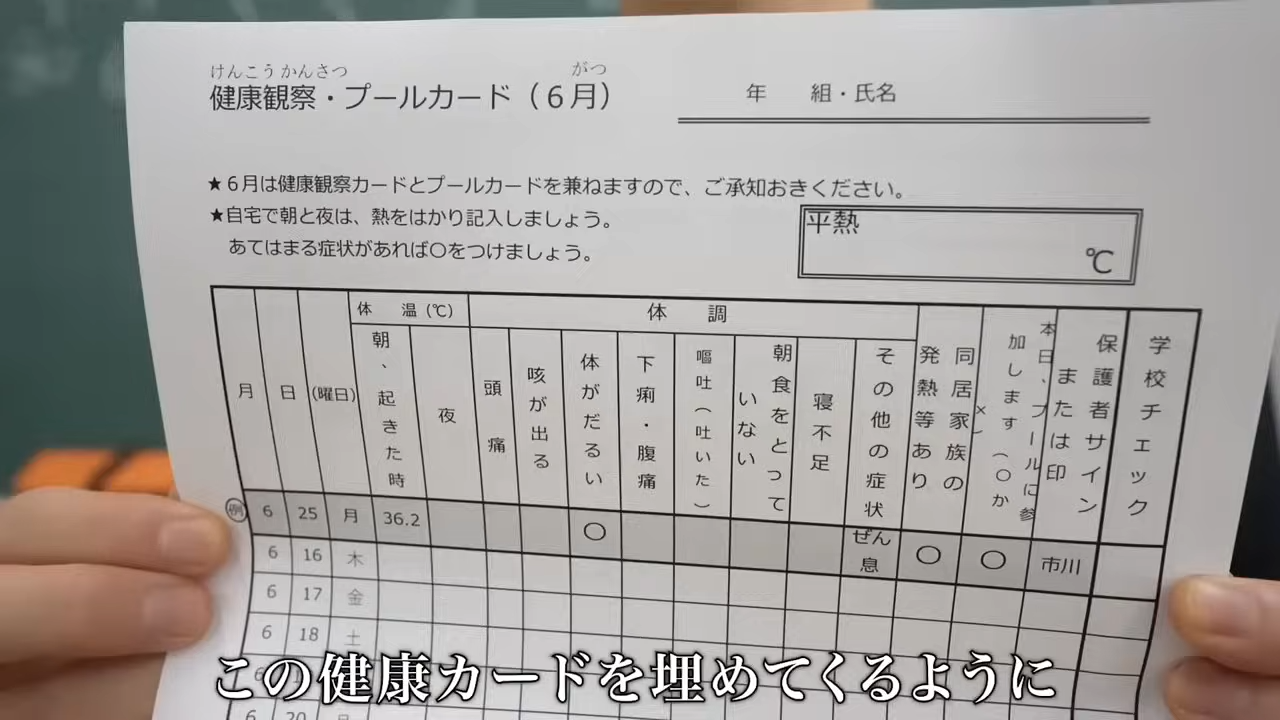 けんこう かんさつ がつ
健康観察・プールカード（６月）
年 組・氏名
★６月は健康観察カードとプールカードを兼ねますので、ご承知おきください。
★自宅で朝と夜は、熱をはかり記入しましょう。
あてはまる症状があれば〇をつけましょう。
平熱
℃
月
日
（曜日）
体 温（℃）
朝、起きた時
夜
体 調
頭痛
咳が出る
体がだるい
下痢・腹痛
嘔吐（吐いた）
朝食をとっていない
寝不足
その他の症状
同居家族の発熱等あり
本日、プールに参加します（〇か×）
保護者サインまたは印
学校チェック
例 6 25 月 36.2 〇 ぜん息 〇 〇 市川
6 16 木
6 17 金
6 18 土
6
6 20
この健康カードを埋めてくるように